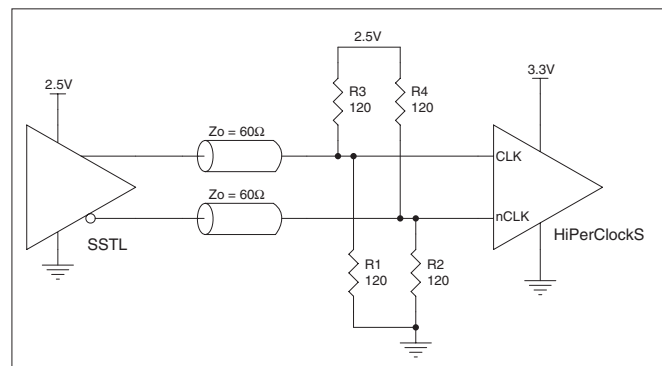 2.5V
2.5V
3.3V
R3
120
R4
120
Zo = 60Ω
CLK
Zo = 60Ω
nCLK
SSTL
HiPerClockS
R1
120
R2
120